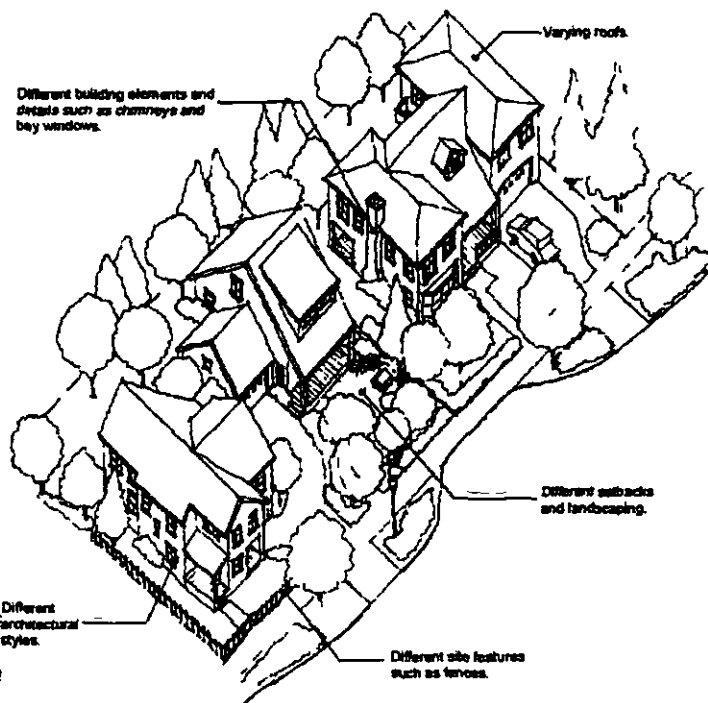 Varying roofs.
Different building elements and
details such as chimneys and
bay windows.
Different setbacks
and landscaping.
Different
architectural
styles.
Different site features
such as fences.